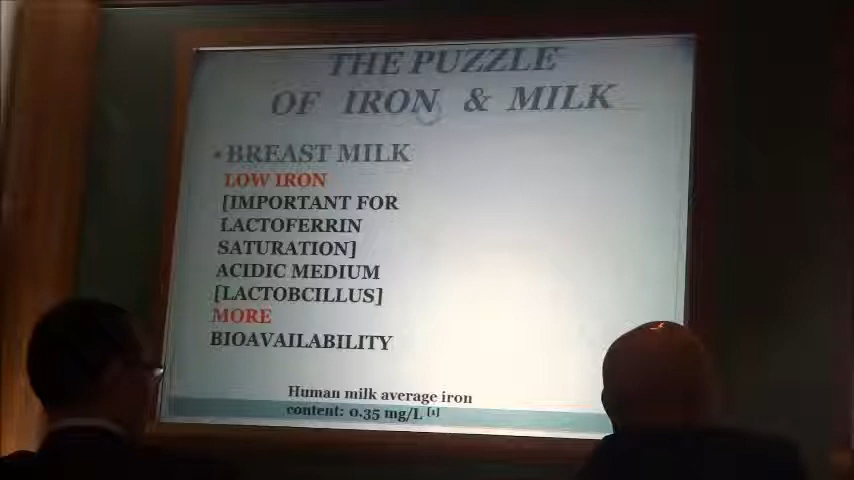 THE PUZZLE
OF IRON & MILK
• BREAST MILK
LOW IRON
[IMPORTANT FOR
LACTOFERRIN
SATURATION]
ACIDIC MEDIUM
[LACTOBCILLUS]
MORE
BIOAVAILABILITY
Human milk average iron
content: 0.35 mg/L [1]